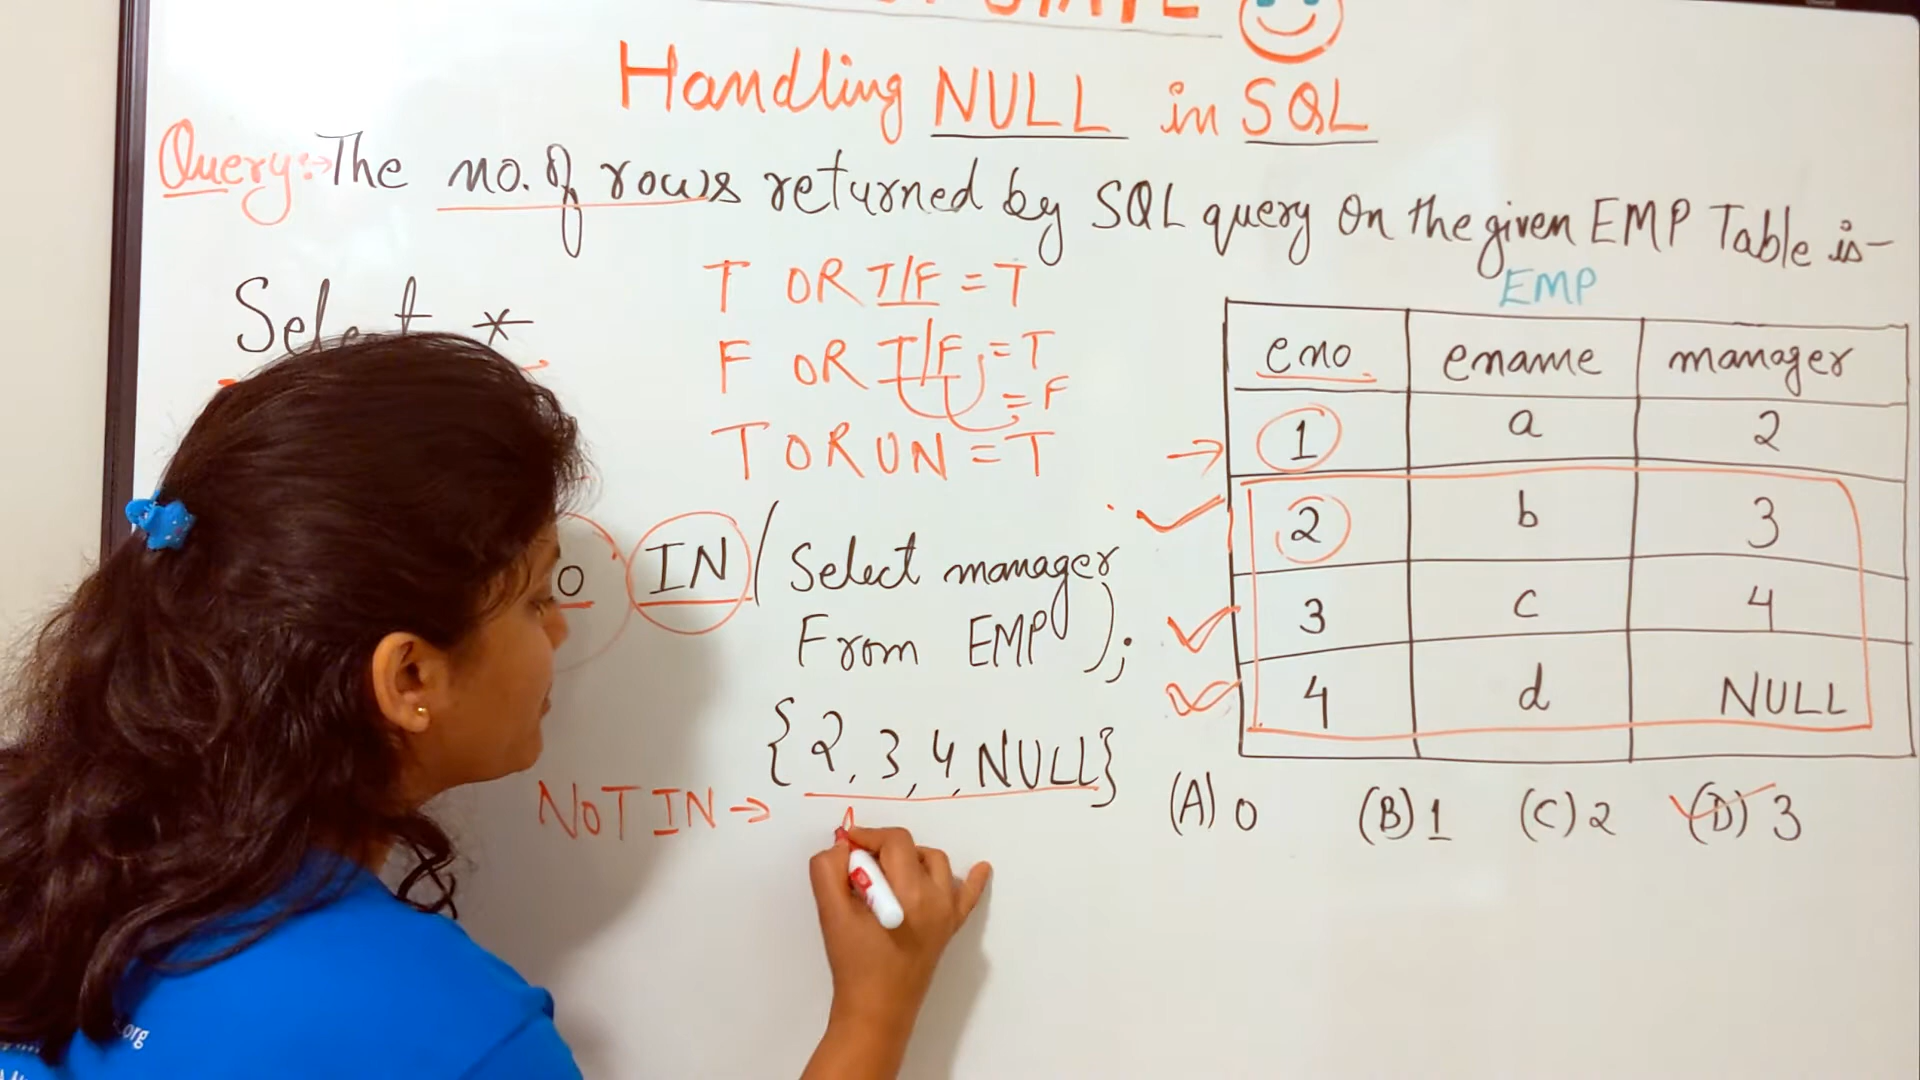 Handling NULL in SQL
Query:→ The no. of rows returned by SQL query On the given EMP Table is-
Select *
T OR T/F = T
F OR T/F = T
= F
T OR UN = T
IN ( Select manager
From EMP );
{2, 3, 4, NULL}
NOT IN →
EMP
eno ename manager
1 a 2
2 b 3
3 c 4
4 d NULL
(A) 0 (B) 1 (C) 2 (D) 3
.org